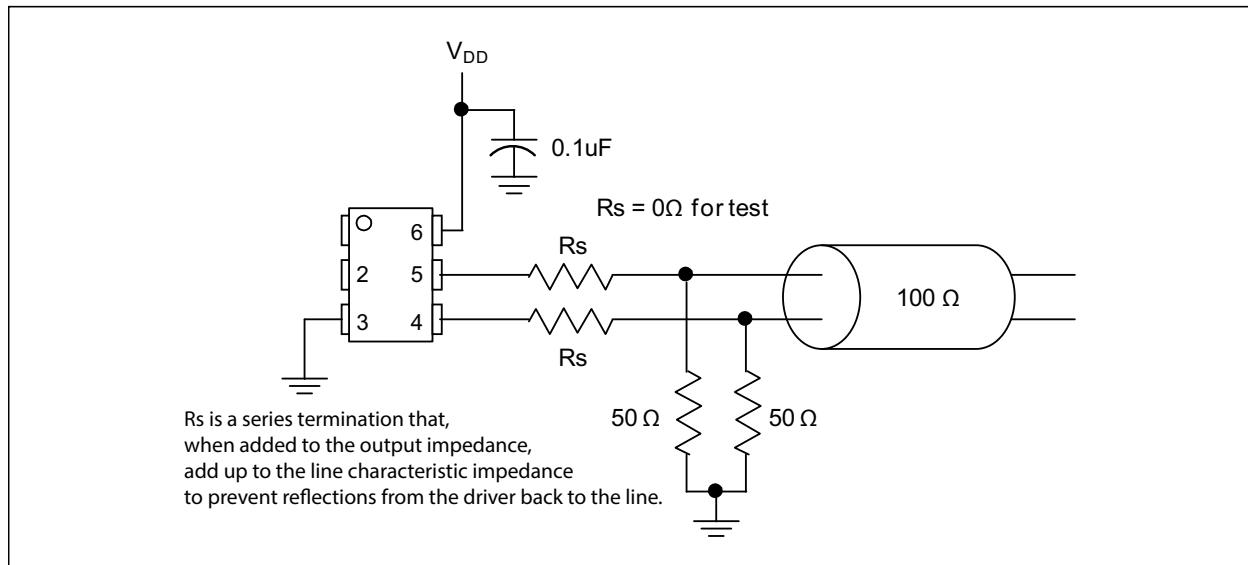 VDD
0.1uF
Rs = 0Ω for test
6
Rs
2 5
100 Ω
3 4
Rs
50 Ω 50 Ω
Rs is a series termination that,
when added to the output impedance,
add up to the line characteristic impedance
to prevent reflections from the driver back to the line.